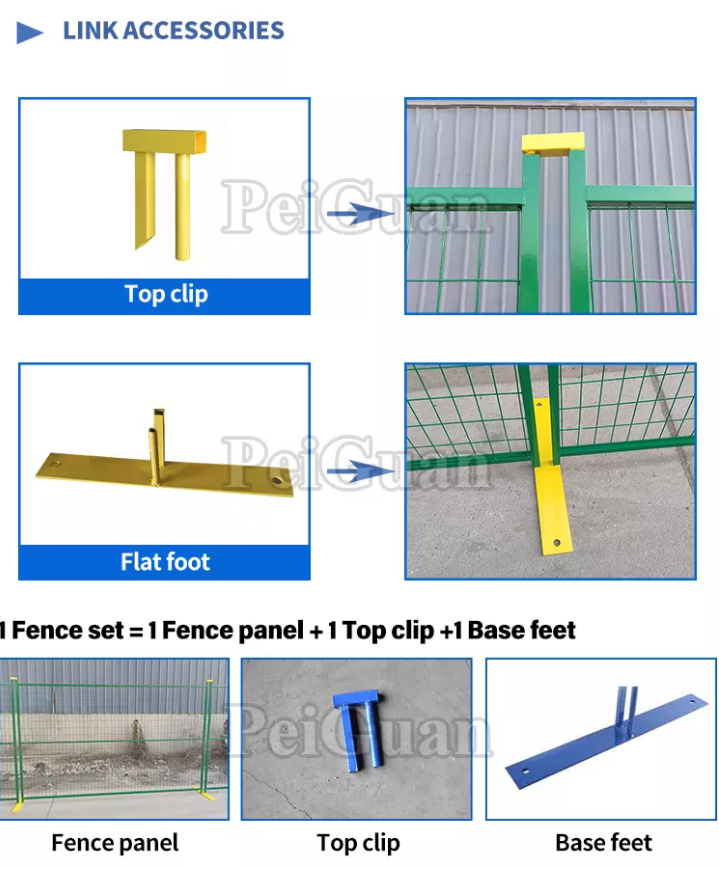 LINK ACCESSORIES
PeiGuan
Top clip
PeiGuan
Flat foot
1 Fence set = 1 Fence panel + 1 Top clip +1 Base feet
PeiGuan
Fence panel
Top clip
Base feet